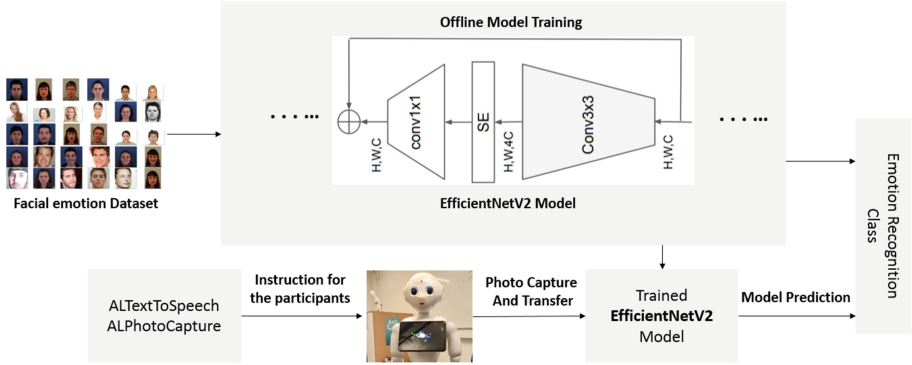 Offline Model Training
conv1x1
SE
Conv3x3
H,W,C
H,W,4C
H,W,C
EfficientNetV2 Model
Facial emotion Dataset
Emotion Recognition
Class
ALTextToSpeech
ALPhotoCapture
Instruction for
the participants
Photo Capture
And Transfer
Trained
EfficientNetV2
Model
Model Prediction